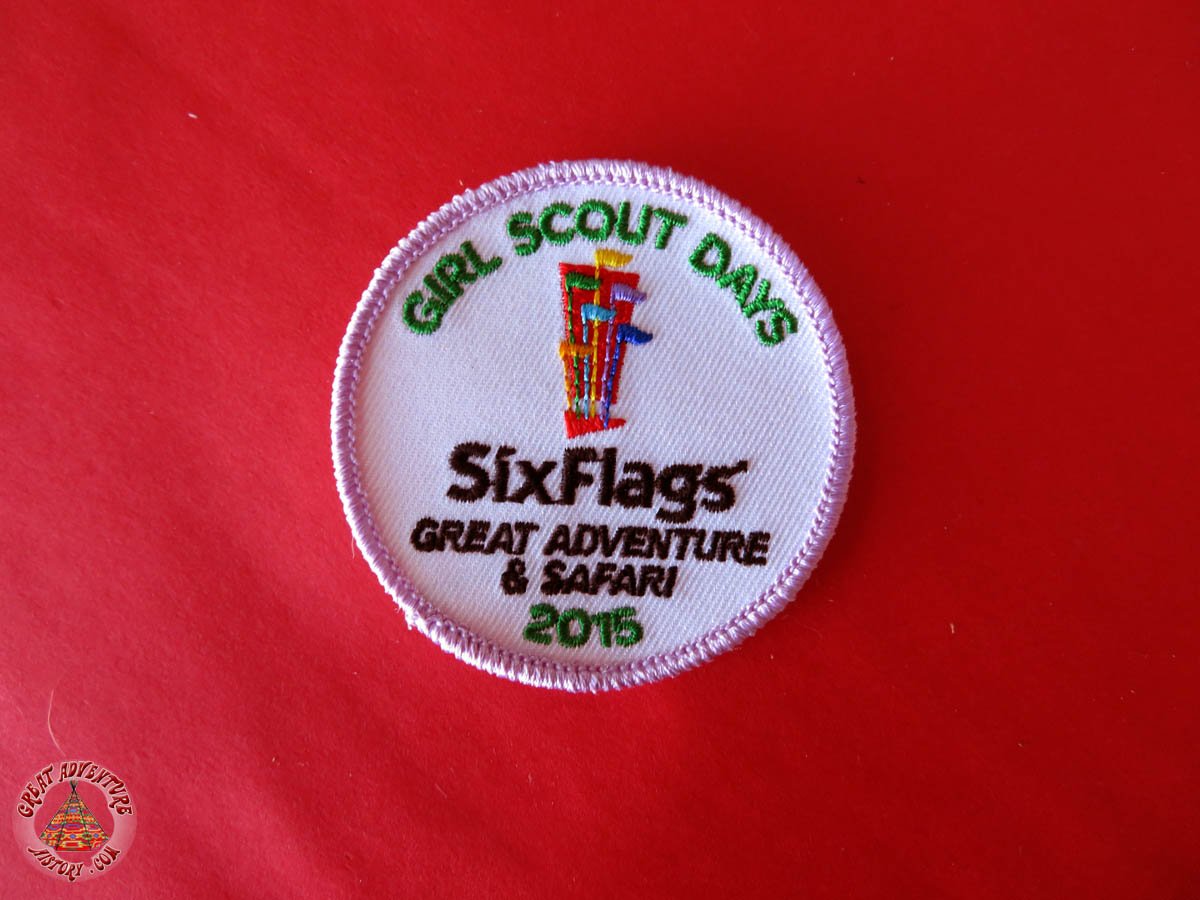 GIRL SCOUT DAYS
SixFlags
GREAT ADVENTURE
& SAFARI
2015
GREAT ADVENTURE
HISTORY.COM